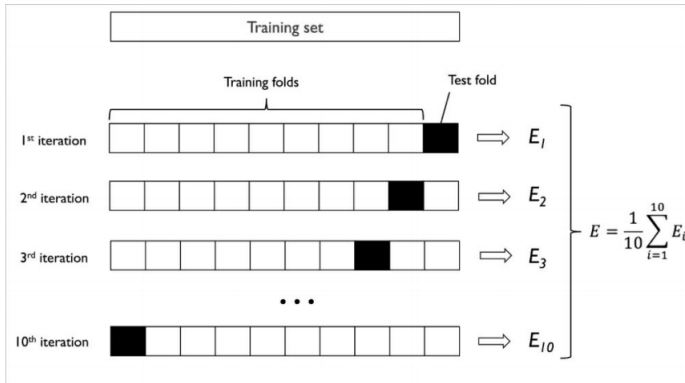 Training set
Training folds
Test fold
1st iteration
E1
2nd iteration
E2
3rd iteration
E3
E = 1/10 ∑ i=1 10 Ei
...
10th iteration
E10